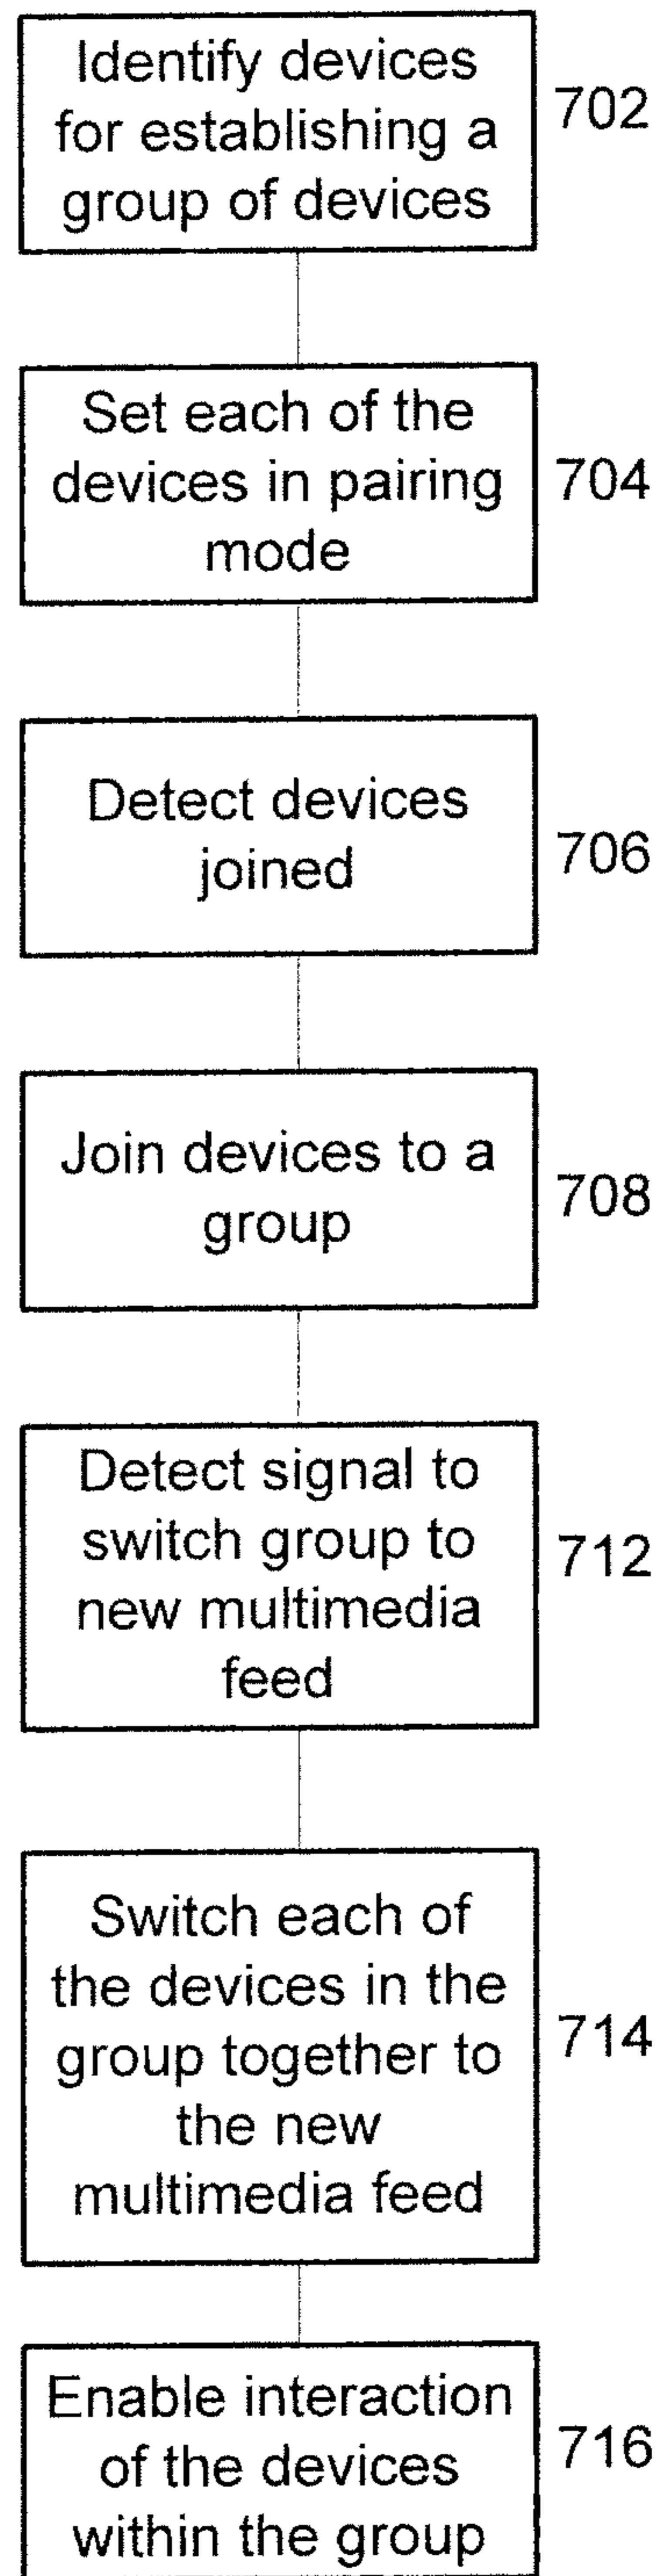 Identify devices
for establishing a
group of devices
702
Set each of the
devices in pairing
mode
704
Detect devices
joined
706
Join devices to a
group
708
Detect signal to
switch group to
new multimedia
feed
712
Switch each of
the devices in the
group together to
the new
multimedia feed
714
Enable interaction
of the devices
within the group
716